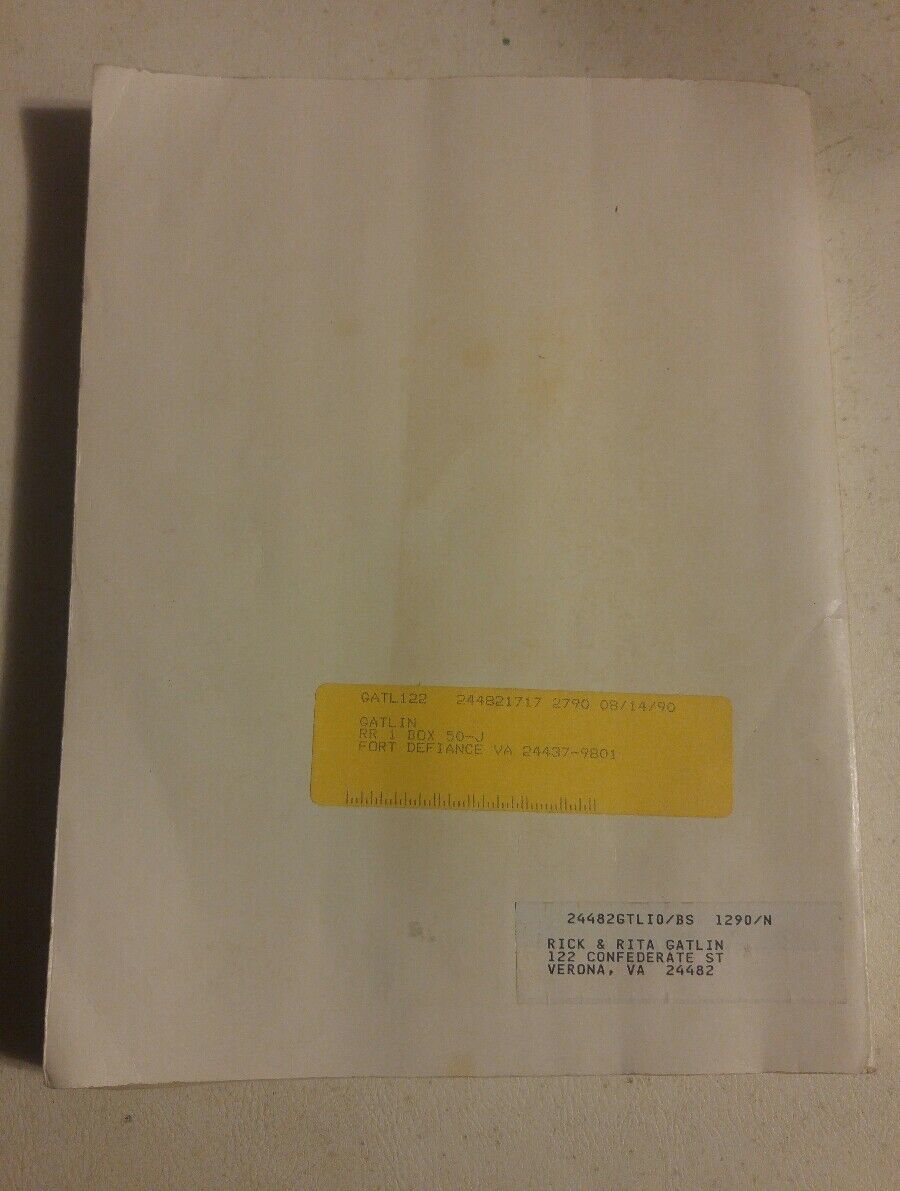 GATL122 244821717 2790 08/14/90
GATLIN
RR 1 BOX 50-J
FORT DEFIANCE VA 24437-9801
24482GTLIO/BS 1290/N
RICK & RITA GATLIN
122 CONFEDERATE ST
VERONA, VA 24482